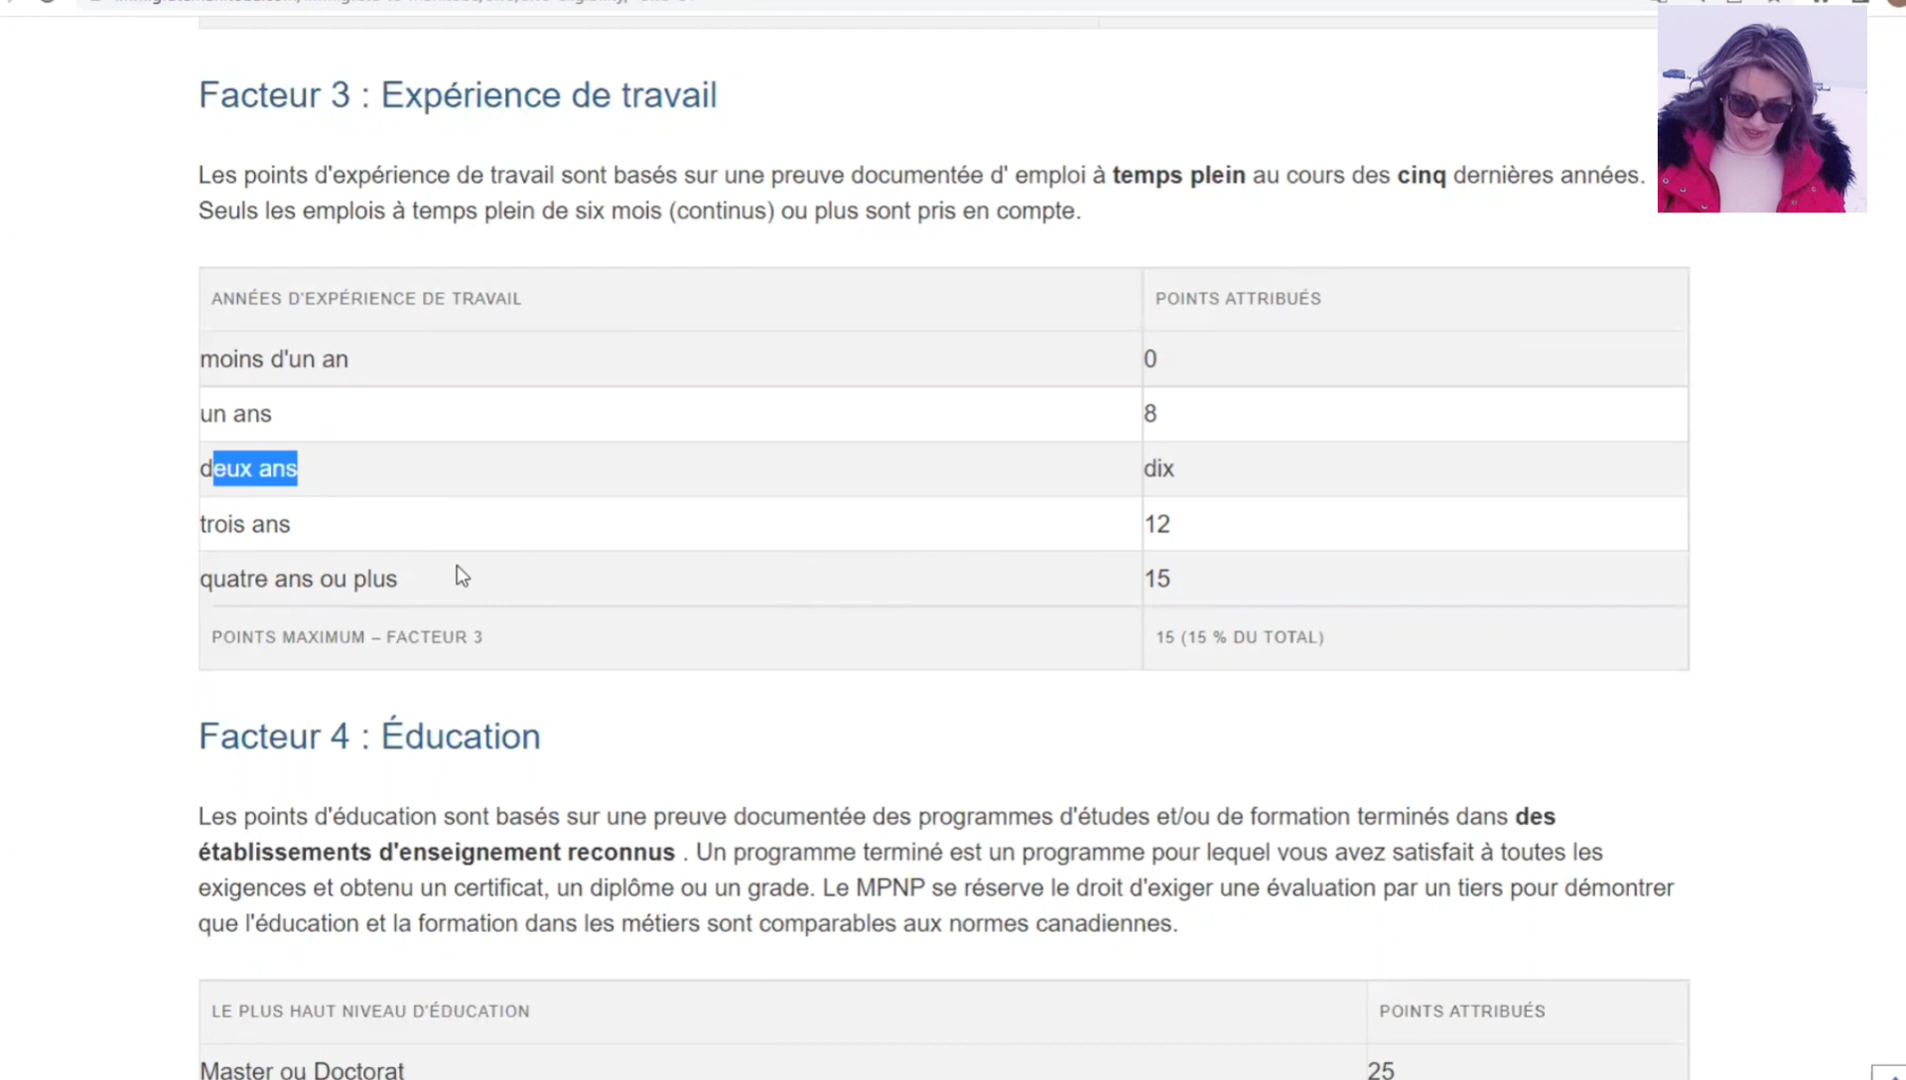 Facteur 3 : Expérience de travail
Les points d'expérience de travail sont basés sur une preuve documentée d' emploi à temps plein au cours des cinq dernières années.
Seuls les emplois à temps plein de six mois (continus) ou plus sont pris en compte.
ANNÉES D'EXPÉRIENCE DE TRAVAIL POINTS ATTRIBUÉS
moins d'un an 0
un ans 8
deux ans dix
trois ans 12
quatre ans ou plus 15
POINTS MAXIMUM – FACTEUR 3 15 (15 % DU TOTAL)
Facteur 4 : Éducation
Les points d'éducation sont basés sur une preuve documentée des programmes d'études et/ou de formation terminés dans des
établissements d'enseignement reconnus . Un programme terminé est un programme pour lequel vous avez satisfait à toutes les
exigences et obtenu un certificat, un diplôme ou un grade. Le MPNP se réserve le droit d'exiger une évaluation par un tiers pour démontrer
que l'éducation et la formation dans les métiers sont comparables aux normes canadiennes.
LE PLUS HAUT NIVEAU D'ÉDUCATION POINTS ATTRIBUÉS
Master ou Doctorat 25